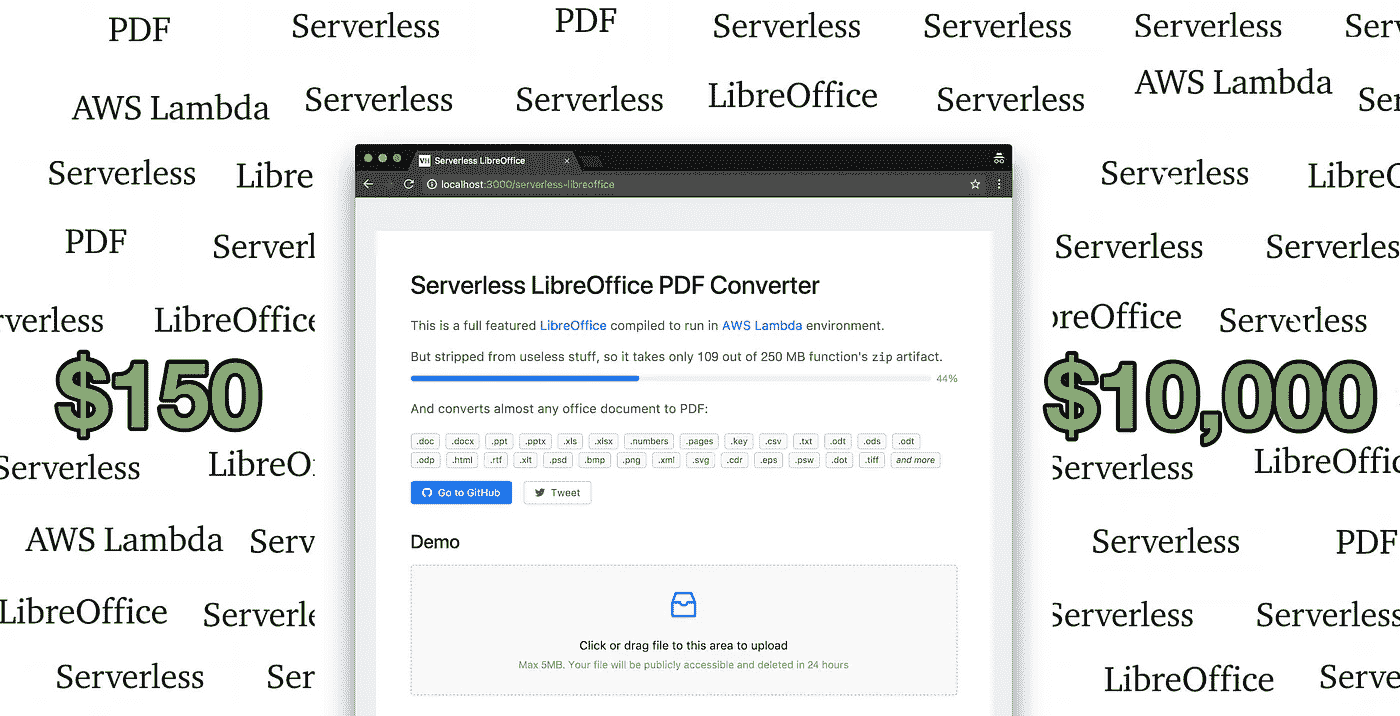 PDF Serverless PDF Serverless Serverless Serverless Serv
AWS Lambda Serverless Serverless LibreOffice Serverless AWS Lambda Ser
Serverless Libre Serverless LibreO
PDF Serverl Serverless Serverless
rverless LibreOffice breOffice Serverless
$150 $10,000
Serverless LibreO Serverless LibreOffic
AWS Lambda Serv Serverless PDF
LibreOffice Serverle Serverless Serverless
Serverless Ser LibreOffice Serve
VH Serverless LibreOffice ×
localhost:3000/serverless-libreoffice
Serverless LibreOffice PDF Converter
This is a full featured LibreOffice compiled to run in AWS Lambda environment.
But stripped from useless stuff, so it takes only 109 out of 250 MB function's zip artifact.
44%
And converts almost any office document to PDF:
.doc .docx .ppt .pptx .xls .xlsx .numbers .pages .key .csv .txt .odt .ods .odt
.odp .html .rtf .xlt .psd .bmp .png .xml .svg .cdr .eps .psw .dot .tiff and more
Go to GitHub Tweet
Demo
Click or drag file to this area to upload
Max 5MB. Your file will be publicly accessible and deleted in 24 hours